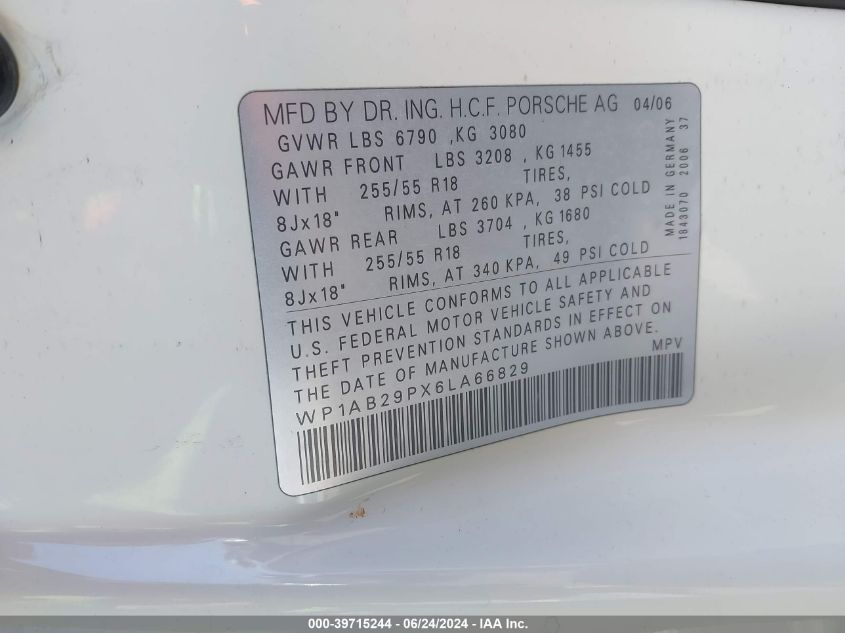 MFD BY DR. ING. H.C.F. PORSCHE AG 04/06
GVWR LBS 6790 ,KG 3080
GAWR FRONT LBS 3208 , KG 1455
WITH 255/55 R18 TIRES,
8Jx18" RIMS, AT 260 KPA, 38 PSI COLD
GAWR REAR LBS 3704 , KG 1680
WITH 255/55 R18 TIRES,
8Jx18" RIMS, AT 340 KPA, 49 PSI COLD
MADE IN GERMANY
1843070 2006 37
THIS VEHICLE CONFORMS TO ALL APPLICABLE
U.S. FEDERAL MOTOR VEHICLE SAFETY AND
THEFT PREVENTION STANDARDS IN EFFECT ON
THE DATE OF MANUFACTURE SHOWN ABOVE.
WP1AB29PX6LA66829 MPV
000-39715244 - 06/24/2024 - IAA Inc.